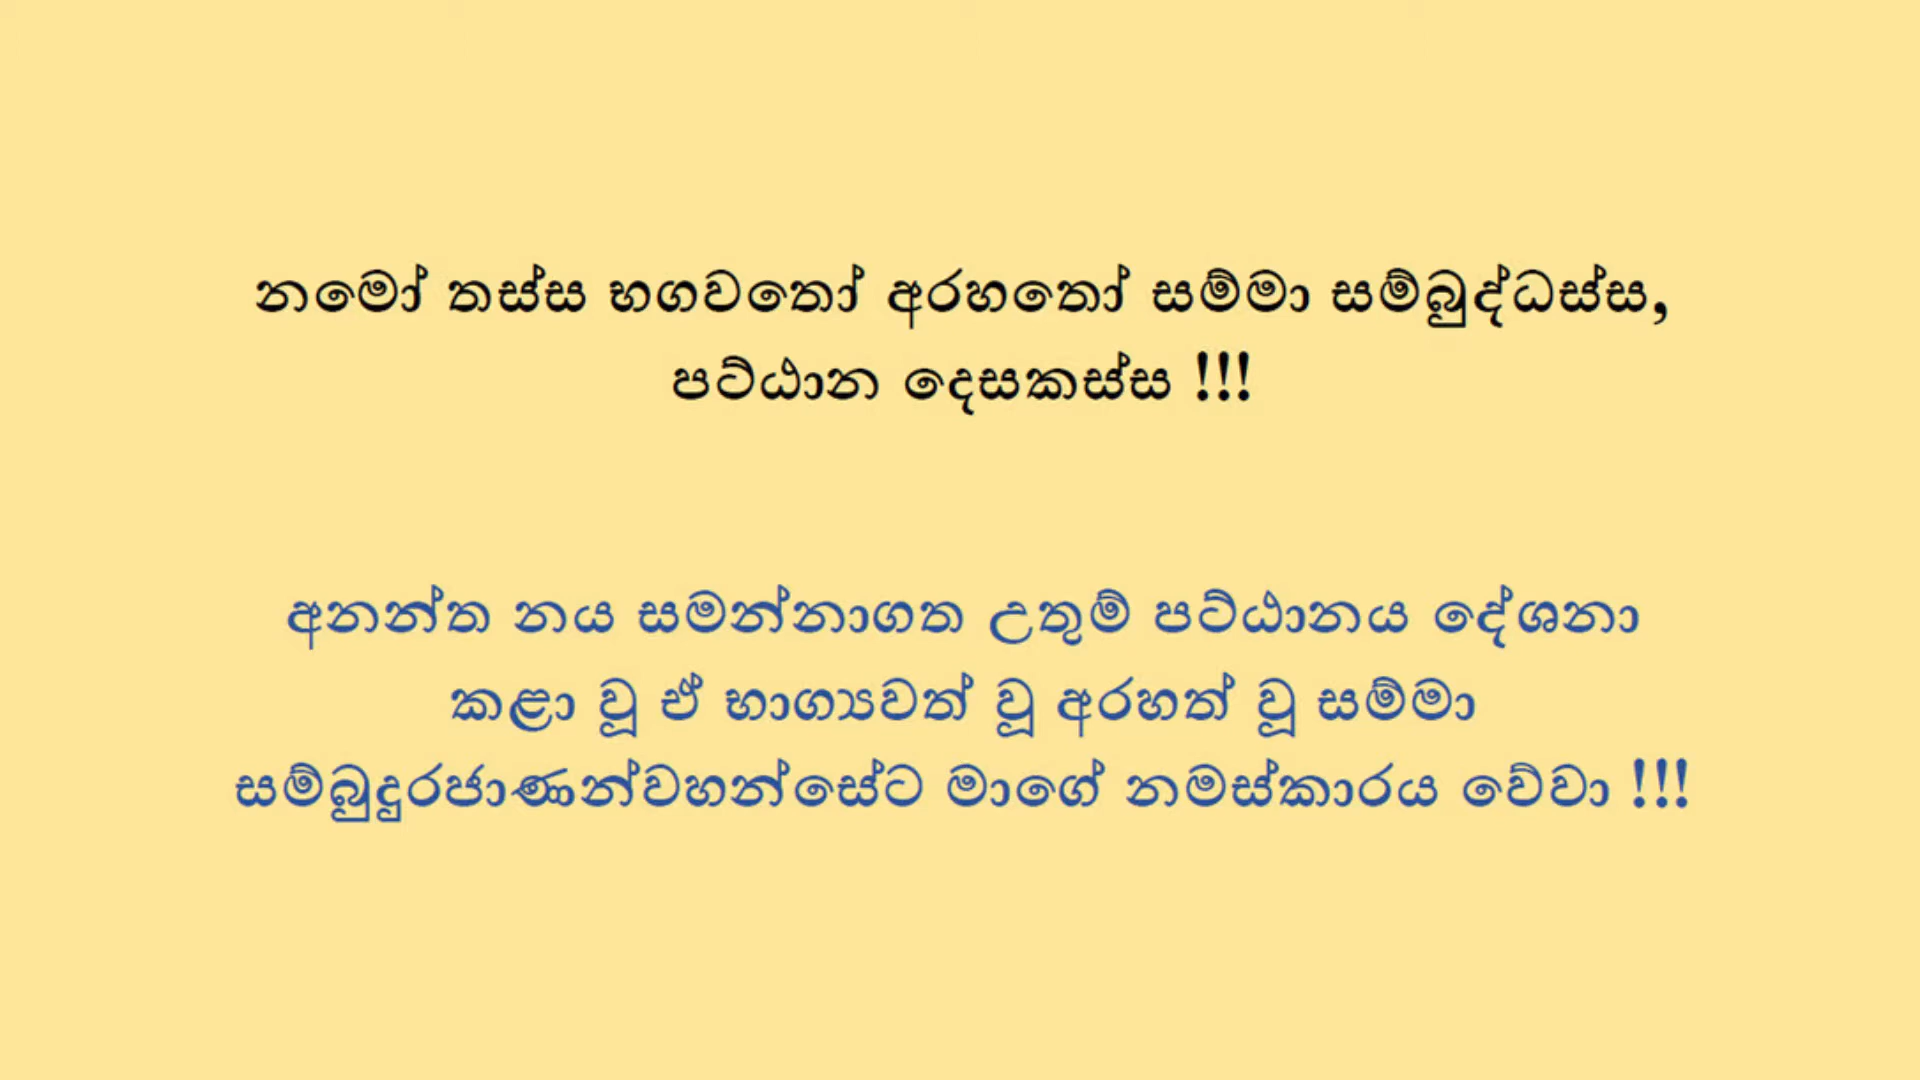 නමෝ තස්ස භගවතෝ අරහතෝ සම්මා සම්බුද්ධස්ස,
පට්ඨාන දෙසකස්ස !!!
අනන්ත නය සමන්නාගත උතුම් පට්ඨානය දේශනා
කළා වූ ඒ භාග්‍යවත් වූ අරහත් වූ සම්මා
සම්බුදුරජාණන්වහන්සේට මාගේ නමස්කාරය වේවා !!!